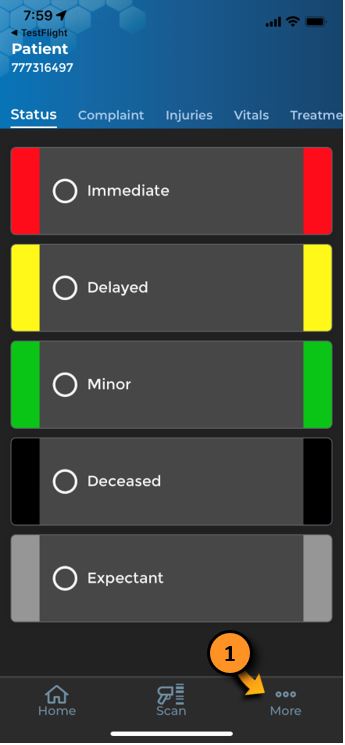 7:59
TestFlight
Patient
777316497
Status Complaint Injuries Vitals Treatme
Immediate
Delayed
Minor
Deceased
Expectant
1
Home Scan More